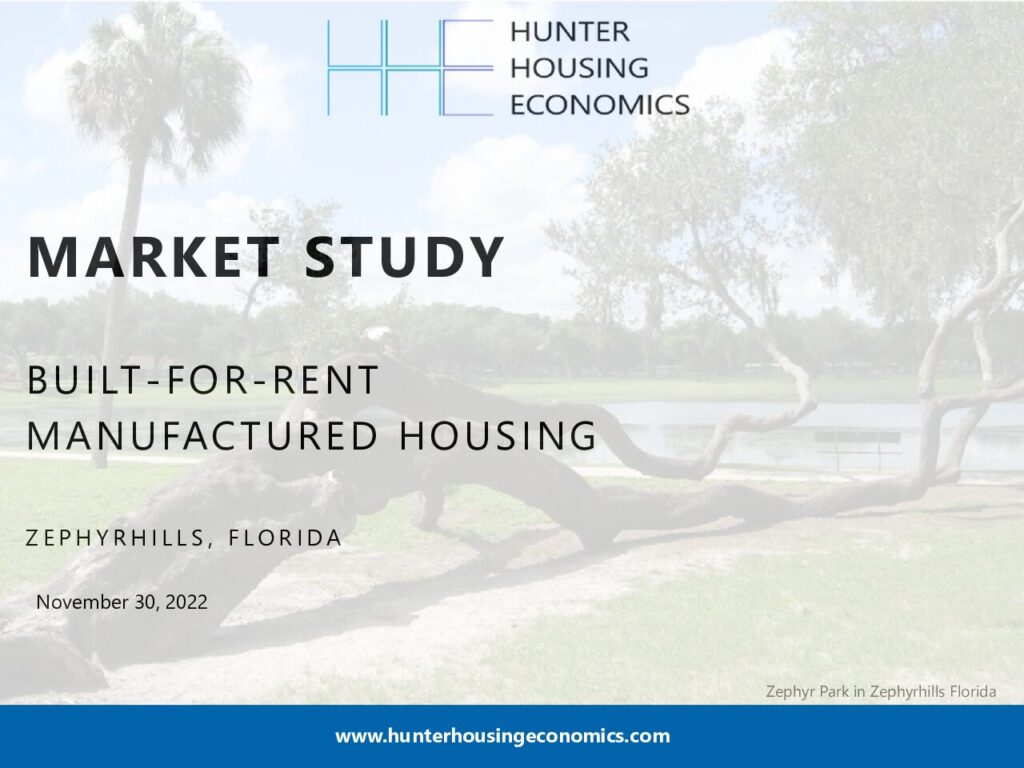 HUNTER
HOUSING
ECONOMICS
MARKET STUDY
BUILT-FOR-RENT
MANUFACTURED HOUSING
ZEPHYRHILLS, FLORIDA
November 30, 2022
Zephyr Park in Zephyrhills Florida
www.hunterhousingeconomics.com